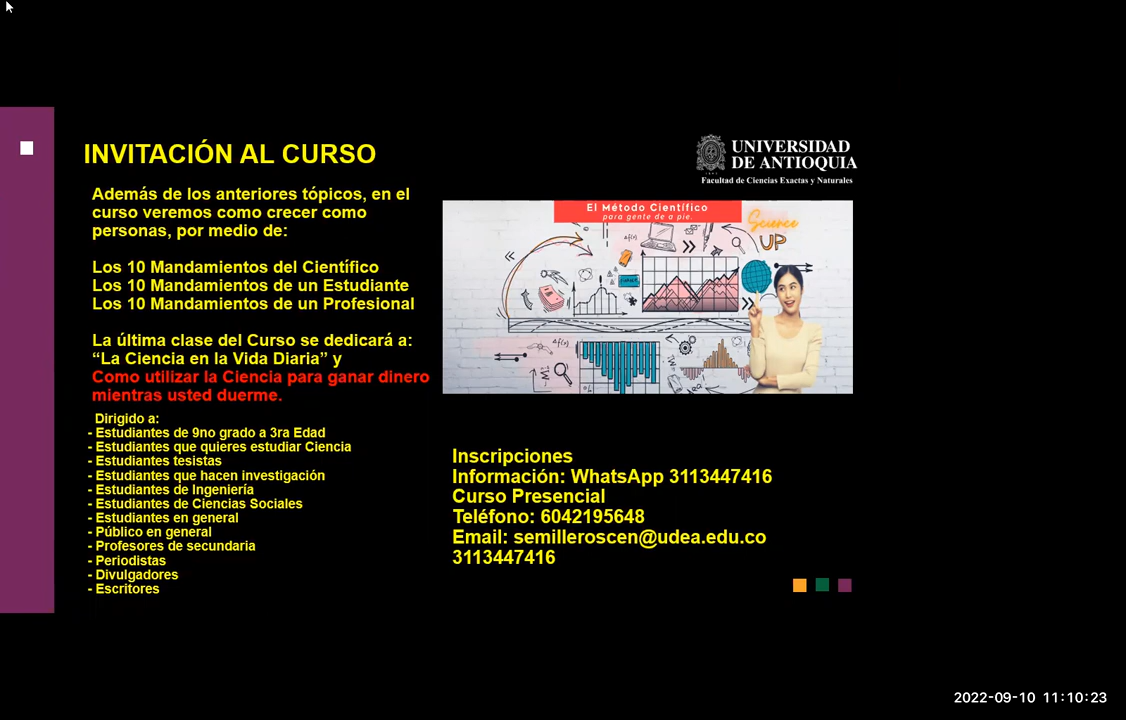 INVITACIÓN AL CURSO
Además de los anteriores tópicos, en el
curso veremos como crecer como
personas, por medio de:
Los 10 Mandamientos del Científico
Los 10 Mandamientos de un Estudiante
Los 10 Mandamientos de un Profesional
La última clase del Curso se dedicará a:
“La Ciencia en la Vida Diaria” y
Como utilizar la Ciencia para ganar dinero
mientras usted duerme.
Dirigido a:
- Estudiantes de 9no grado a 3ra Edad
- Estudiantes que quieres estudiar Ciencia
- Estudiantes tesistas
- Estudiantes que hacen investigación
- Estudiantes de Ingeniería
- Estudiantes de Ciencias Sociales
- Estudiantes en general
- Público en general
- Profesores de secundaria
- Periodistas
- Divulgadores
- Escritores
UNIVERSIDAD
DE ANTIOQUIA
Facultad de Ciencias Exactas y Naturales
El Método Científico
para gente de a pie.
Science
UP
Inscripciones
Información: WhatsApp 3113447416
Curso Presencial
Teléfono: 6042195648
Email: semilleroscen@udea.edu.co
3113447416
2022-09-10 11:10:23